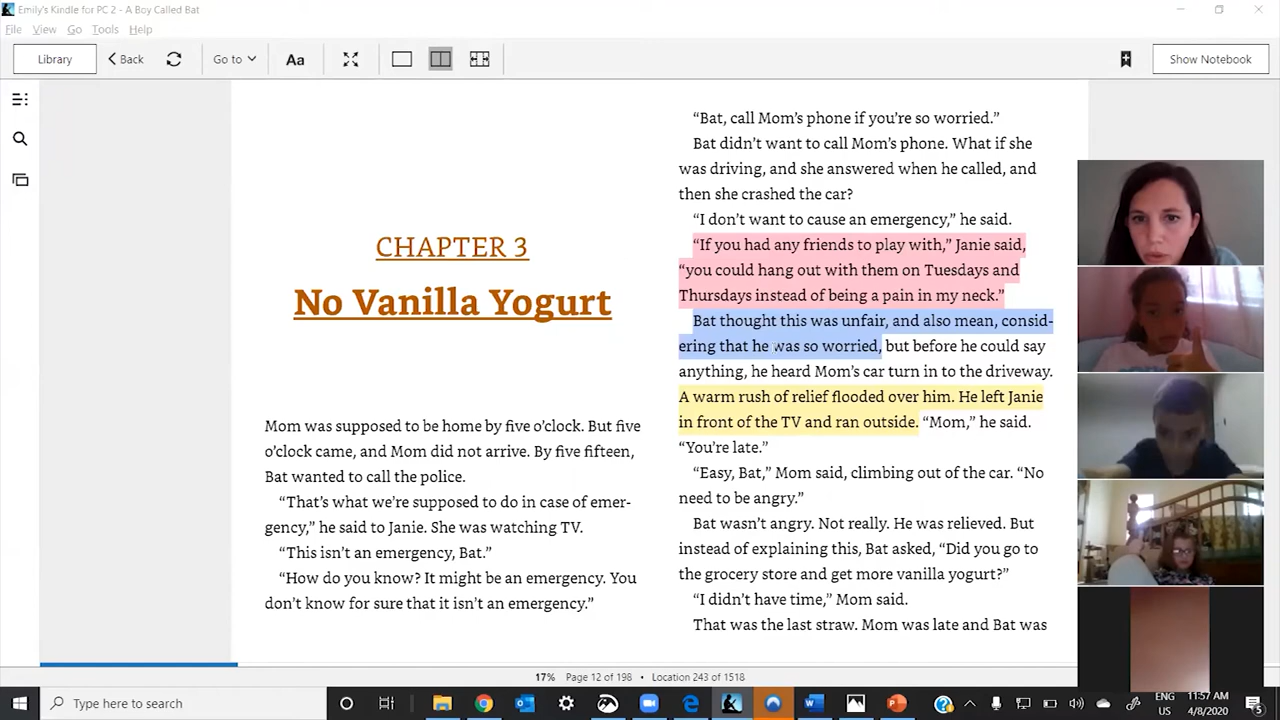 Emily's Kindle for PC 2 - A Boy Called Bat
File View Go Tools Help
Library Back Go to Aa Show Notebook
CHAPTER 3
No Vanilla Yogurt
Mom was supposed to be home by five o’clock. But five
o’clock came, and Mom did not arrive. By five fifteen,
Bat wanted to call the police.
“That’s what we’re supposed to do in case of emer-
gency,” he said to Janie. She was watching TV.
“This isn’t an emergency, Bat.”
“How do you know? It might be an emergency. You
don’t know for sure that it isn’t an emergency.”
“Bat, call Mom’s phone if you’re so worried.”
Bat didn’t want to call Mom’s phone. What if she
was driving, and she answered when he called, and
then she crashed the car?
“I don’t want to cause an emergency,” he said.
“If you had any friends to play with,” Janie said,
“you could hang out with them on Tuesdays and
Thursdays instead of being a pain in my neck.”
Bat thought this was unfair, and also mean, consid-
ering that he was so worried, but before he could say
anything, he heard Mom’s car turn in to the driveway.
A warm rush of relief flooded over him. He left Janie
in front of the TV and ran outside. “Mom,” he said.
“You’re late.”
“Easy, Bat,” Mom said, climbing out of the car. “No
need to be angry.”
Bat wasn’t angry. Not really. He was relieved. But
instead of explaining this, Bat asked, “Did you go to
the grocery store and get more vanilla yogurt?”
“I didn’t have time,” Mom said.
That was the last straw. Mom was late and Bat was
17% Page 12 of 198 Location 243 of 1518
Type here to search
ENG
US
11:57 AM
4/8/2020
5